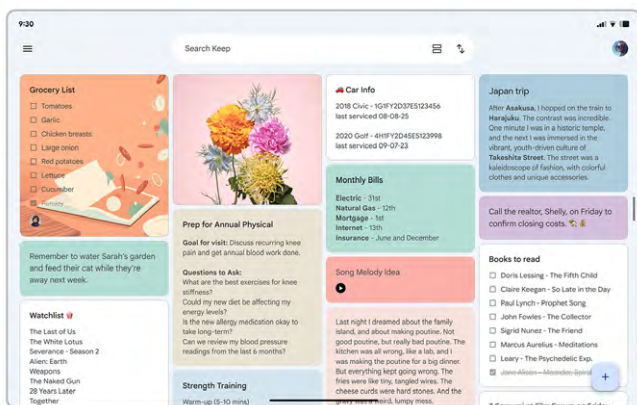 9:30
Search Keep
Grocery List
Tomatoes
Garlic
Chicken breasts
Large onion
Red potatoes
Lettuce
Cucumber
Parsley
Remember to water Sarah's garden
and feed their cat while they're
away next week.
Watchlist
The Last of Us
The White Lotus
Severance - Season 2
Alien: Earth
Weapons
The Naked Gun
28 Years Later
Together
Prep for Annual Physical
Goal for visit: Discuss recurring knee
pain and get annual blood work done.
Questions to Ask:
What are the best exercises for knee
stiffness?
Could my new diet be affecting my
energy levels?
Is the new allergy medication okay to
take long-term?
Can we review my blood pressure
readings from the last 6 months?
Strength Training
Warm-up (5-10 mins)
Car Info
2018 Civic - 1G1FY2D37E5123456
last serviced 08-08-25
2020 Golf - 4H1FY2D45E5123998
last serviced 09-07-23
Monthly Bills
Electric - 31st
Natural Gas - 12th
Mortgage - 1st
Internet - 13th
Insurance - June and December
Song Melody Idea
Last night I dreamed about the family
island, and about making poutine. Not
good poutine, but really bad poutine. The
kitchen was all wrong, like a lab, and I
was making the poutine for a big dinner.
But everything kept going wrong. The
fries were like tiny, tangled wires. The
cheese curds were hard stones. And the
gravy was a weird, lumpy mess.
Japan trip
After Asakusa, I hopped on the train to
Harajuku. The contrast was incredible.
One minute I was in a historic temple,
and the next I was immersed in the
vibrant, youth-driven culture of
Takeshita Street. The street was a
kaleidoscope of fashion, with colorful
clothes and unique accessories.
Call the realtor, Shelly, on Friday to
confirm closing costs.
Books to read
Doris Lessing - The Fifth Child
Claire Keegan - So Late in the Day
Paul Lynch - Prophet Song
John Fowles - The Collector
Sigrid Nunez - The Friend
Marcus Aurelius - Meditations
Leary - The Psychedelic Exp.